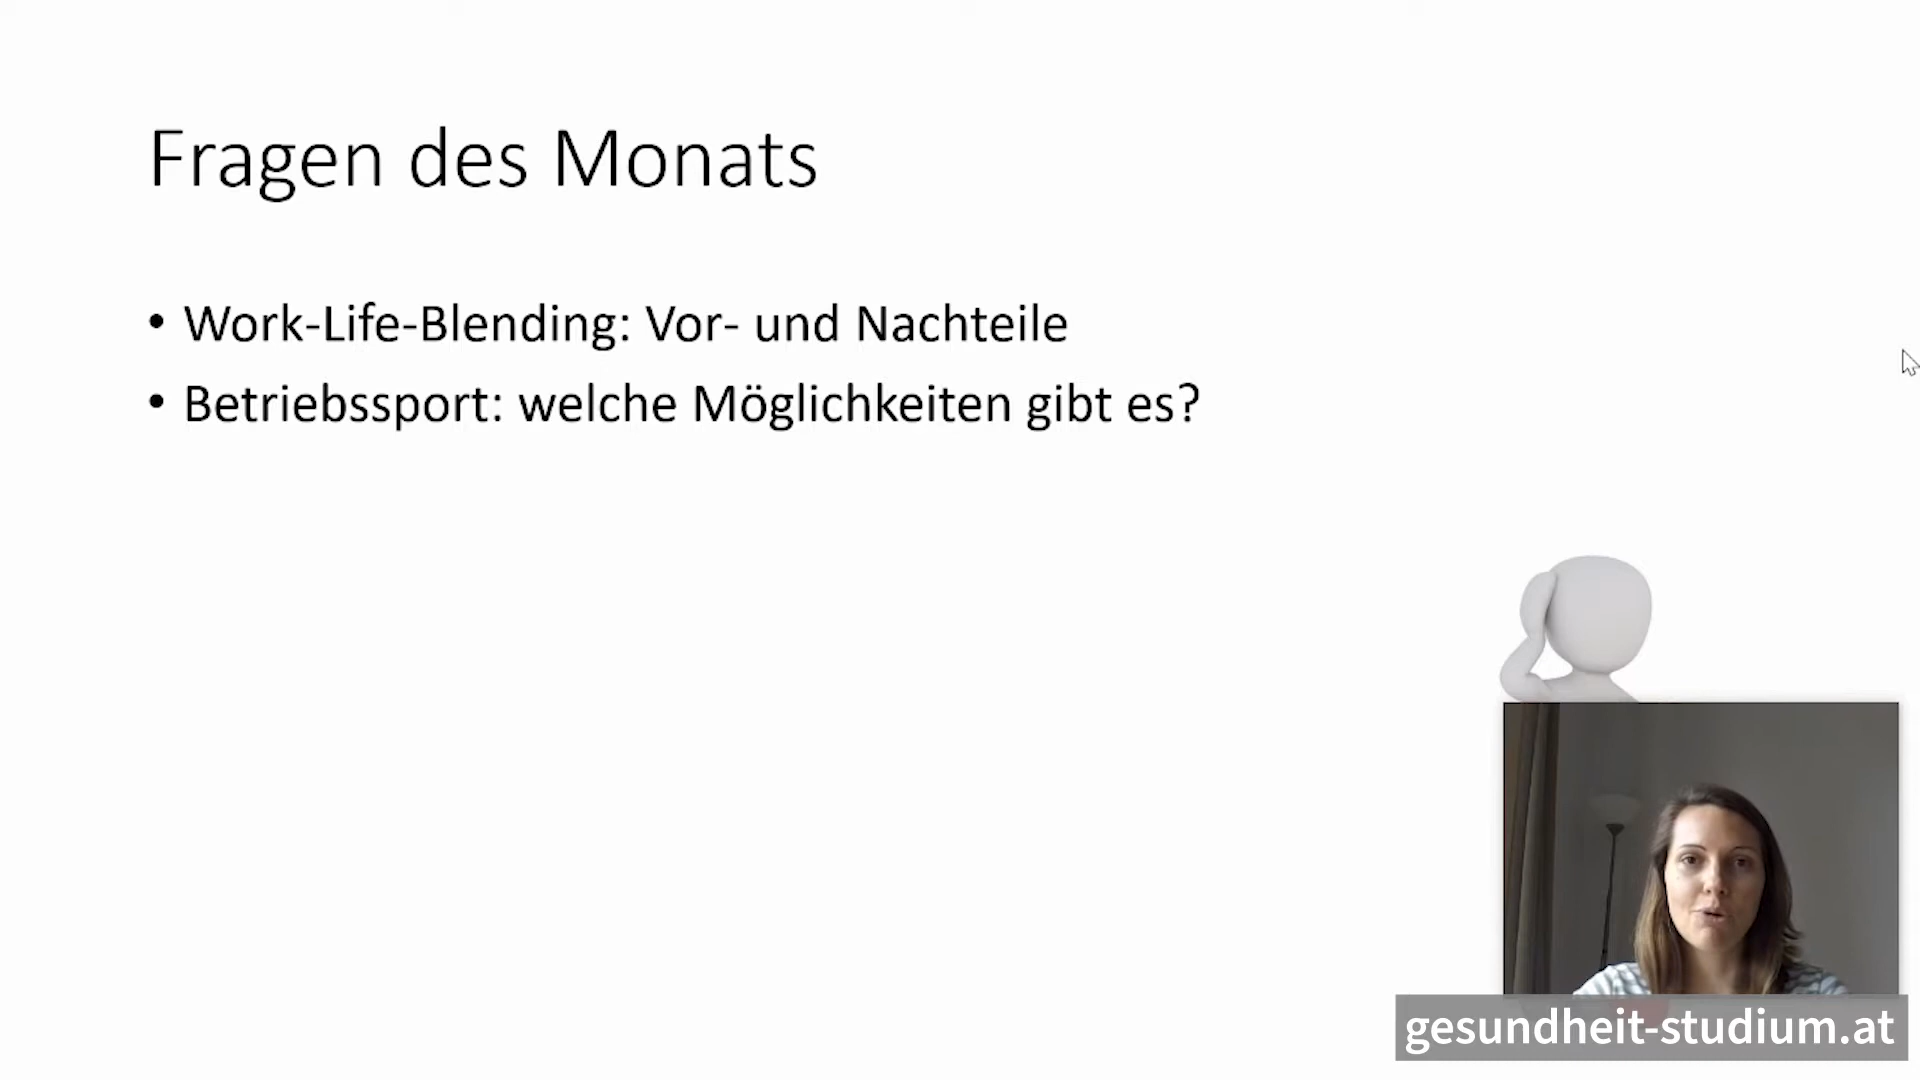 Fragen des Monats
• Work-Life-Blending: Vor- und Nachteile
• Betriebssport: welche Möglichkeiten gibt es?
gesundheit-studium.at